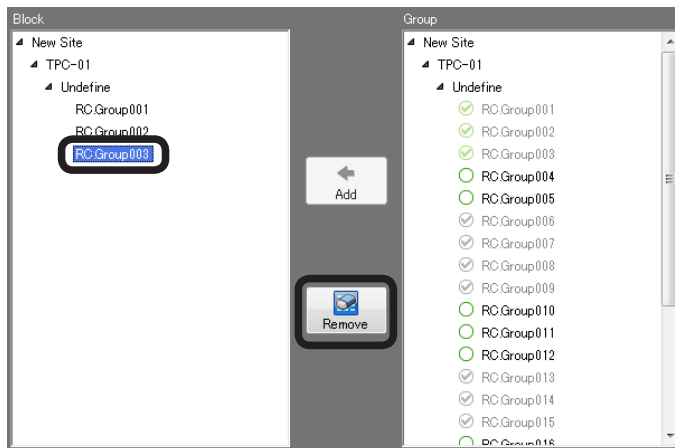 Block
New Site
TPC-01
Undefine
RC.Group001
RC.Group002
RC.Group003
Add
Remove
Group
New Site
TPC-01
Undefine
RC.Group001
RC.Group002
RC.Group003
RC.Group004
RC.Group005
RC.Group006
RC.Group007
RC.Group008
RC.Group009
RC.Group010
RC.Group011
RC.Group012
RC.Group013
RC.Group014
RC.Group015
RC.Group016